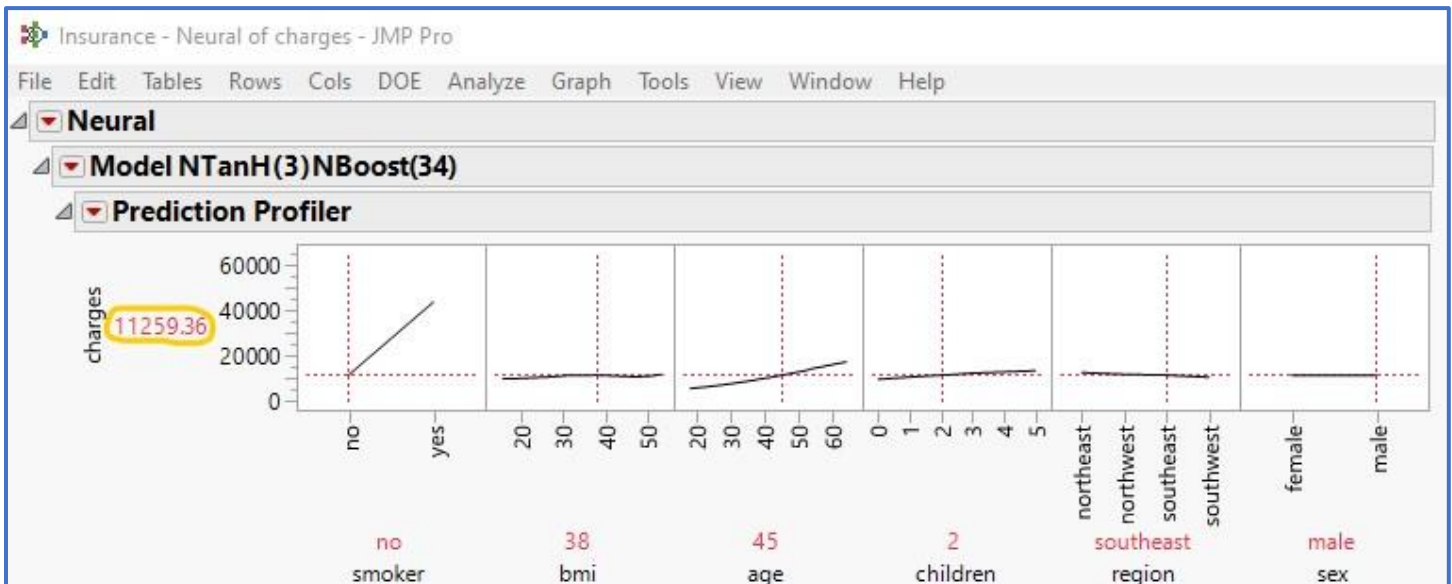 Insurance - Neural of charges - JMP Pro
File Edit Tables Rows Cols DOE Analyze Graph Tools View Window Help
Neural
Model NTanH(3)NBoost(34)
Prediction Profiler
charges
11259.36
60000
40000
20000
0
no yes
20 30 40 50
20 30 40 50 60
0 1 2 3 4 5
northeast northwest southeast southwest
female male
no 38 45 2 southeast male
smoker bmi age children region sex